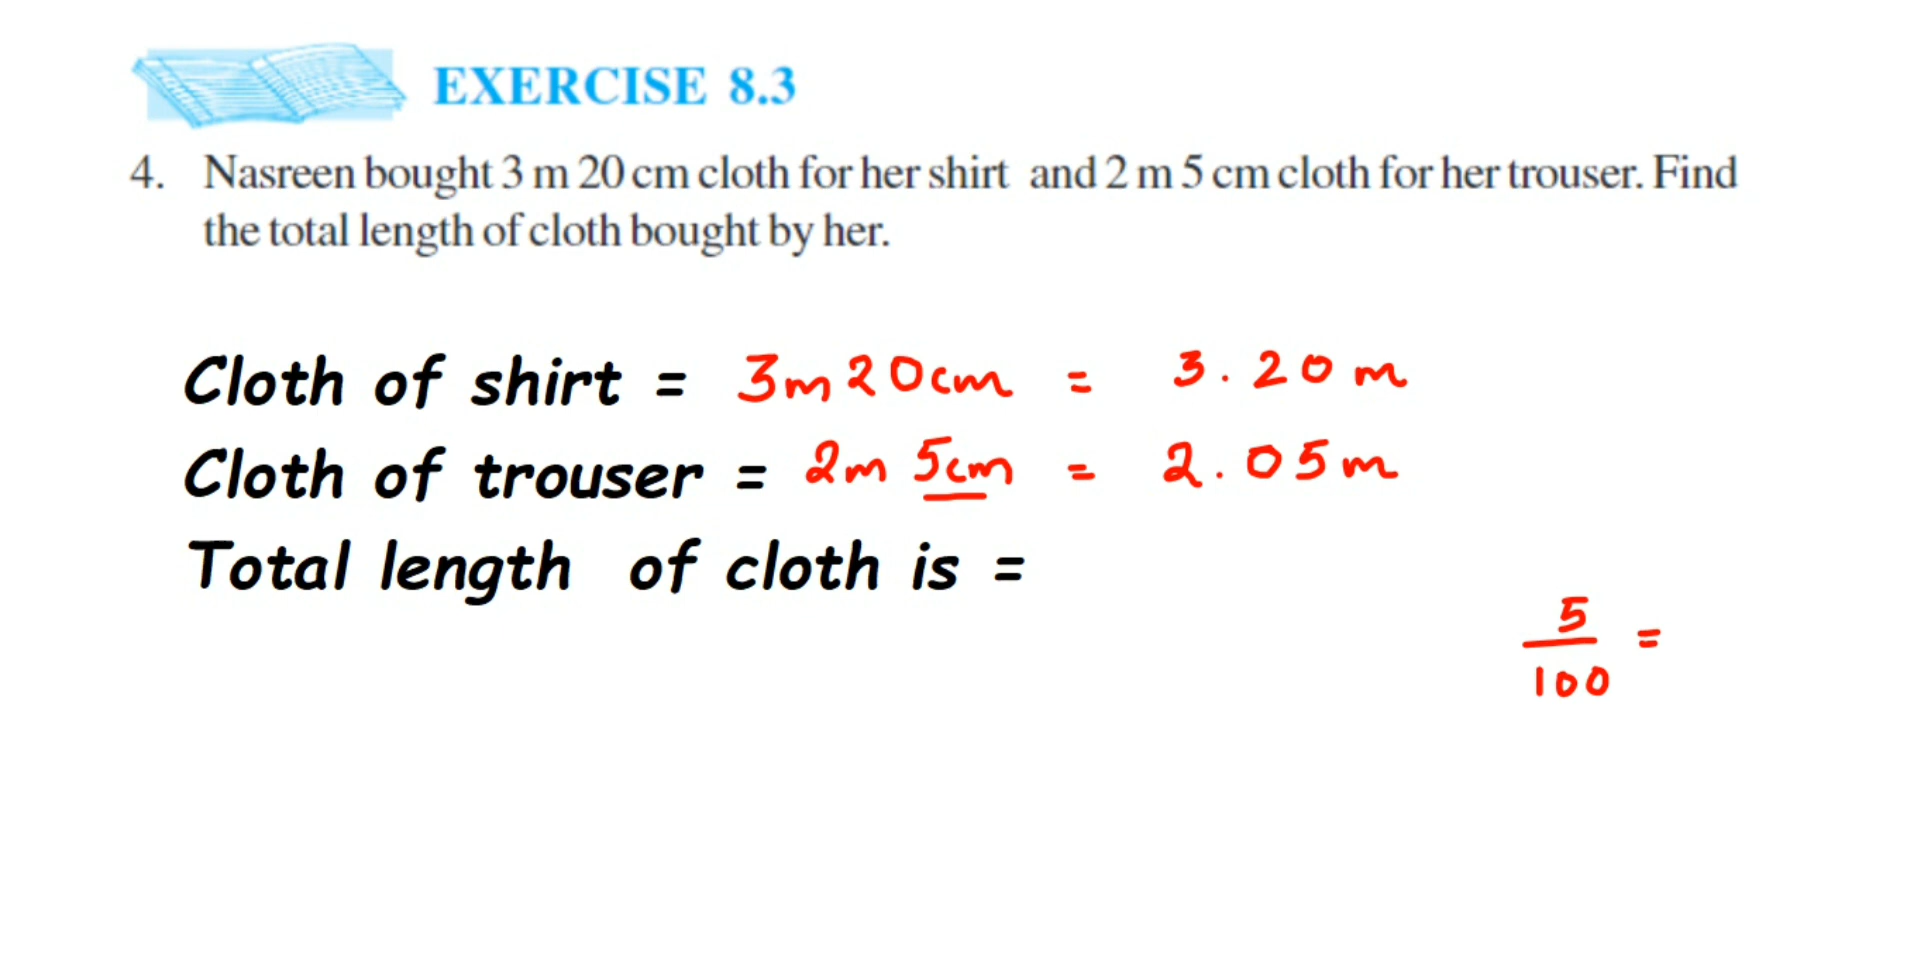 EXERCISE 8.3
4. Nasreen bought 3 m 20 cm cloth for her shirt and 2 m 5 cm cloth for her trouser. Find
the total length of cloth bought by her.
Cloth of shirt = 3m 20cm = 3.20 m
Cloth of trouser = 2m 5cm = 2.05m
Total length of cloth is =
5/100 =